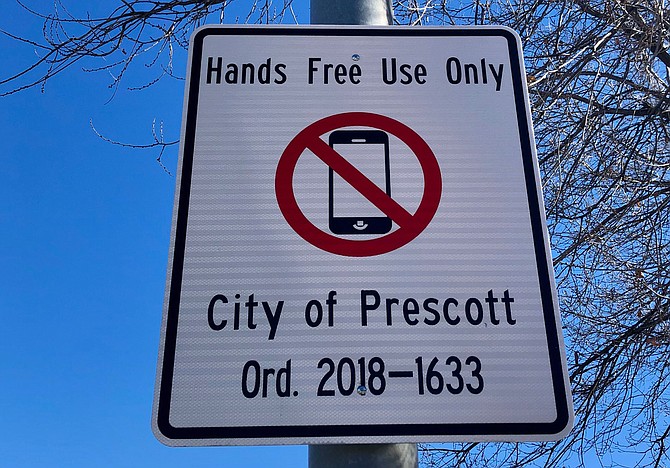 Hands Free Use Only
City of Prescott
Ord. 2018-1633